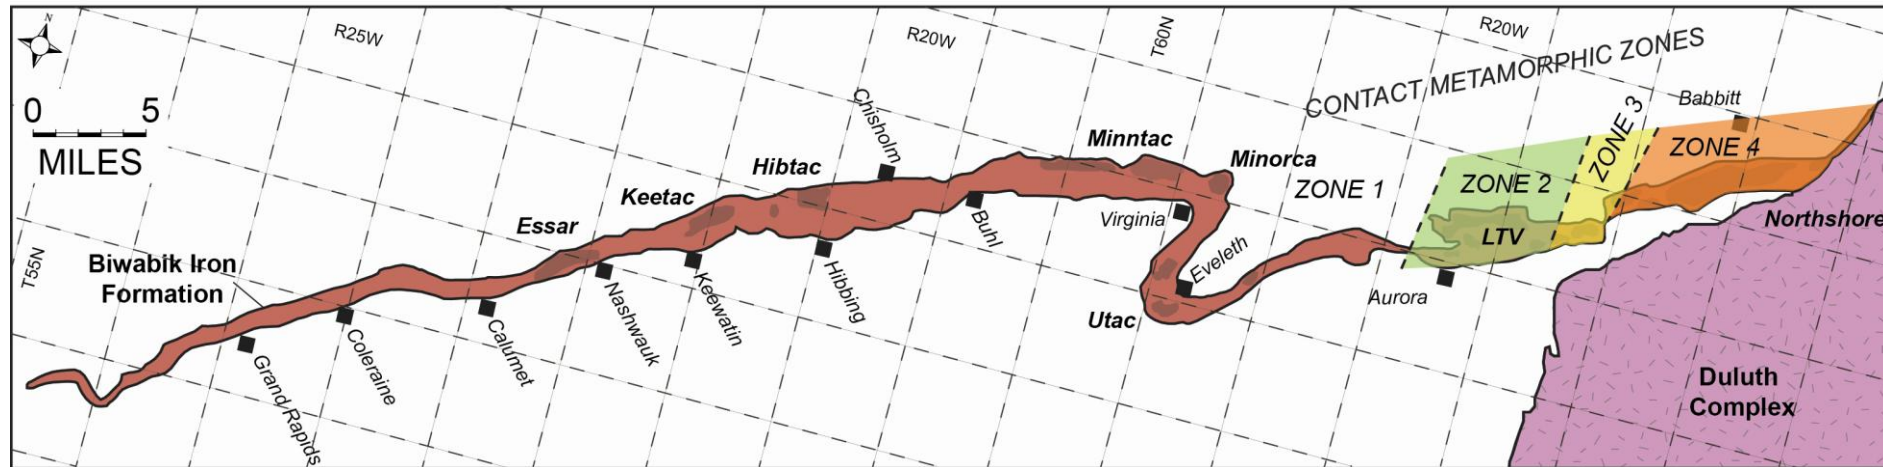 N
R25W
R20W
T60N
R20W
CONTACT METAMORPHIC ZONES
0 5
MILES
T55N
Biwabik Iron
Formation
Grand Rapids
Coleraine
Calumet
Essar
Nashwauk
Keetac
Keewatin
Hibtac
Hibbing
Chisholm
Buhl
Minntac
Virginia
Minorca
Eveleth
Utac
ZONE 1
Aurora
ZONE 2
LTV
ZONE 3
Babbitt
ZONE 4
Northshore
Duluth
Complex